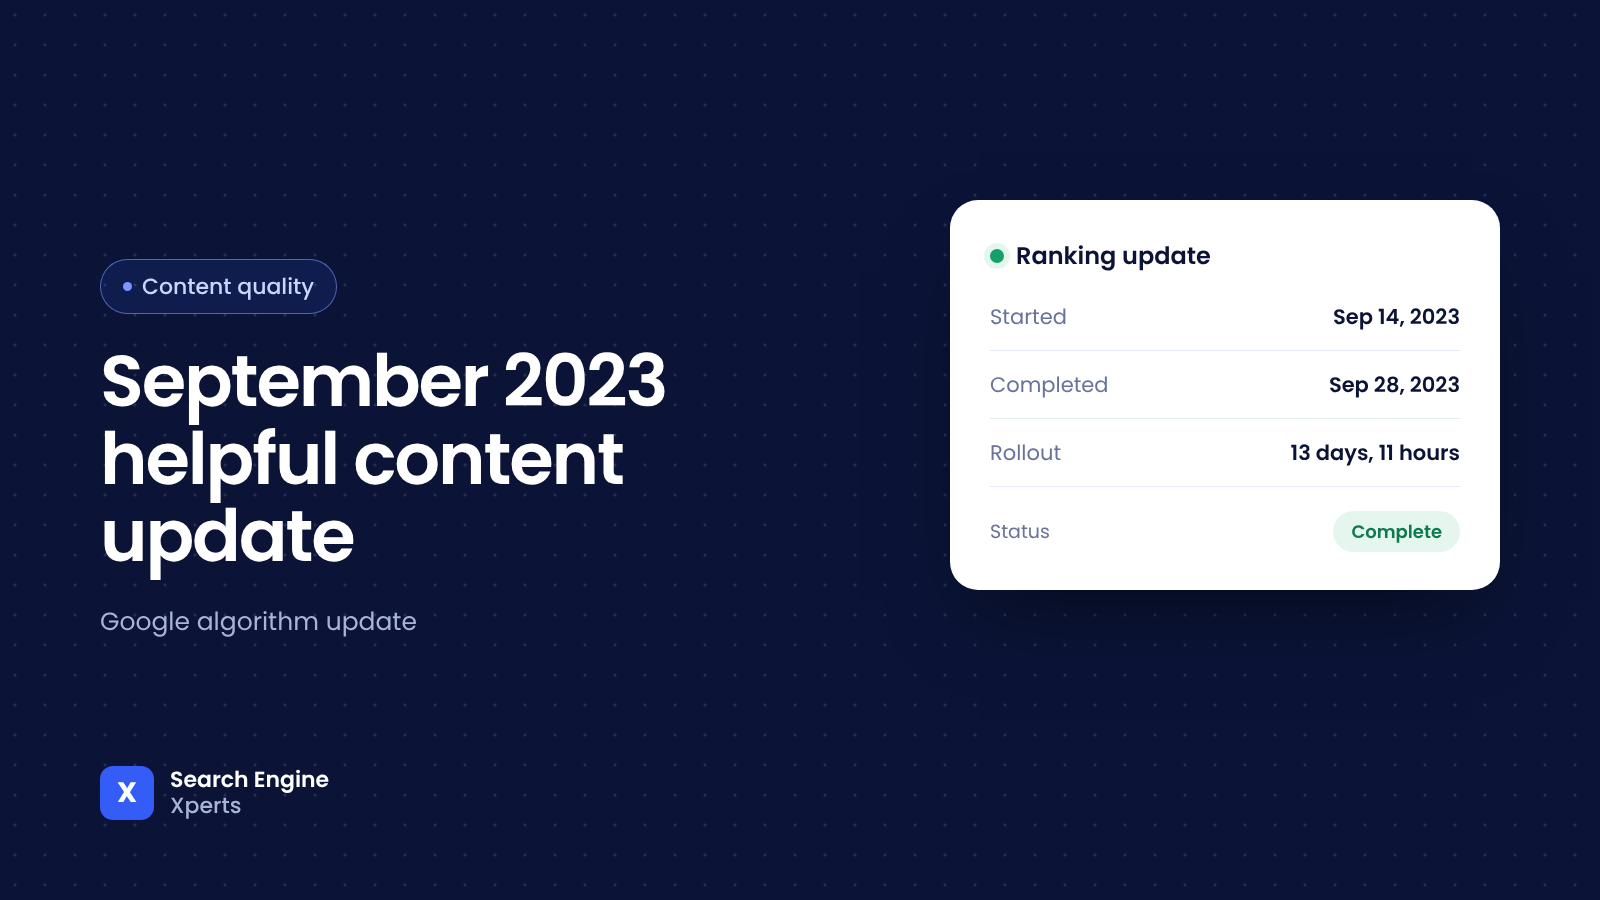 Content quality
September 2023
helpful content
update
Google algorithm update
X
Search Engine
Xperts
Ranking update
Started Sep 14, 2023
Completed Sep 28, 2023
Rollout 13 days, 11 hours
Status Complete